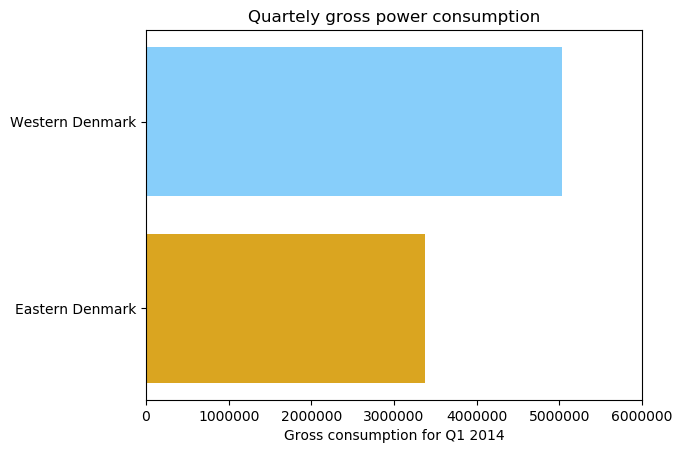 Quartely gross power consumption
Western Denmark
Eastern Denmark
0 1000000 2000000 3000000 4000000 5000000 6000000
Gross consumption for Q1 2014